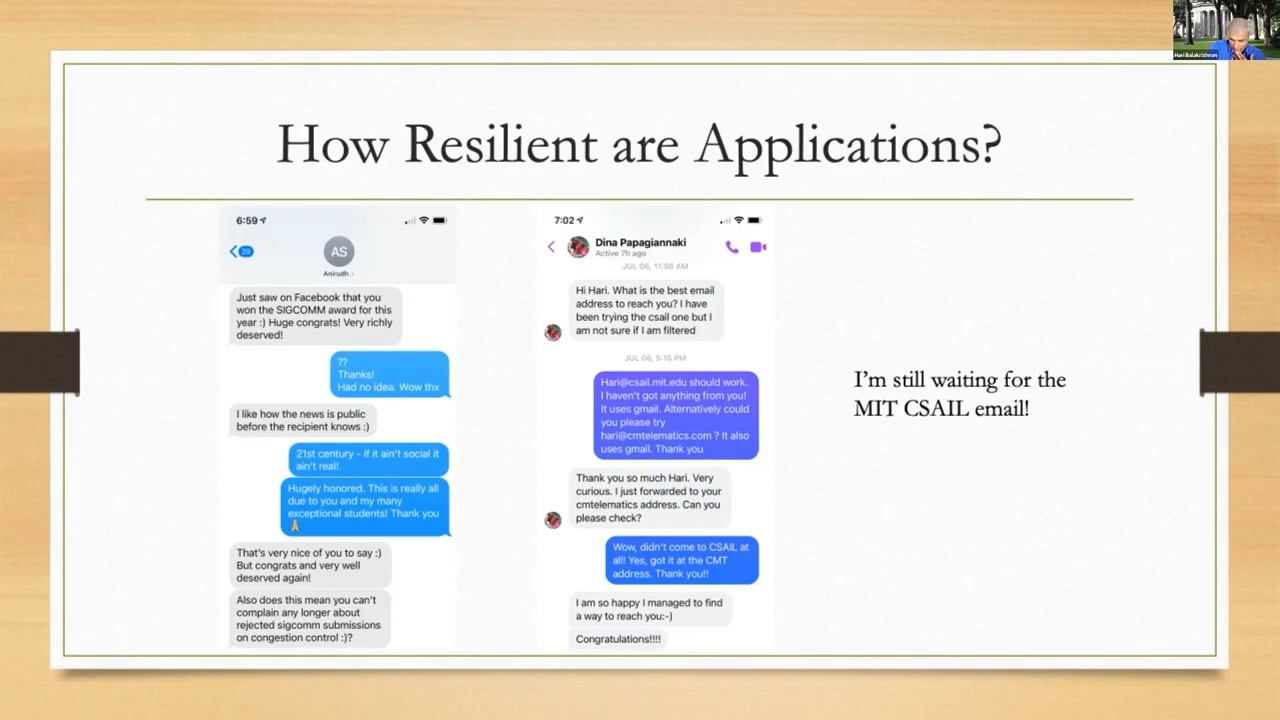 Hari Balakrishnan
How Resilient are Applications?
6:59
29
AS
Anirudh >
Just saw on Facebook that you
won the SIGCOMM award for this
year :) Huge congrats! Very richly
deserved!
??
Thanks!
Had no idea. Wow thx
I like how the news is public
before the recipient knows :)
21st century – if it ain't social it
ain't real!
Hugely honored. This is really all
due to you and my many
exceptional students! Thank you
🙏
That's very nice of you to say :)
But congrats and very well
deserved again!
Also does this mean you can't
complain any longer about
rejected sigcomm submissions
on congestion control :)?
7:02
Dina Papagiannaki
Active 7h ago
JUL 06, 11:56 AM
Hi Hari. What is the best email
address to reach you? I have
been trying the csail one but I
am not sure if I am filtered
JUL 06, 5:15 PM
Hari@csail.mit.edu should work.
I haven't got anything from you!
It uses gmail. Alternatively could
you please try
hari@cmtelematics.com ? It also
uses gmail. Thank you
Thank you so much Hari. Very
curious. I just forwarded to your
cmtelematics address. Can you
please check?
Wow, didn't come to CSAIL at
all! Yes, got it at the CMT
address. Thank you!!
I am so happy I managed to find
a way to reach you:-)
Congratulations!!!!
I'm still waiting for the
MIT CSAIL email!